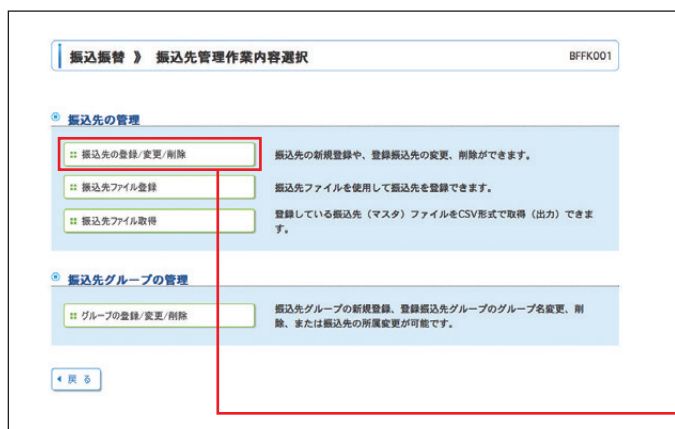 振込振替 》 振込先管理作業内容選択
BFFK001
振込先の管理
振込先の登録/変更/削除
振込先の新規登録や、登録振込先の変更、削除ができます。
振込先ファイル登録
振込先ファイルを使用して振込先を登録できます。
振込先ファイル取得
登録している振込先（マスタ）ファイルをCSV形式で取得（出力）できま
す。
振込先グループの管理
グループの登録/変更/削除
振込先グループの新規登録、登録振込先グループのグループ名変更、削
除、または振込先の所属変更が可能です。
戻 る